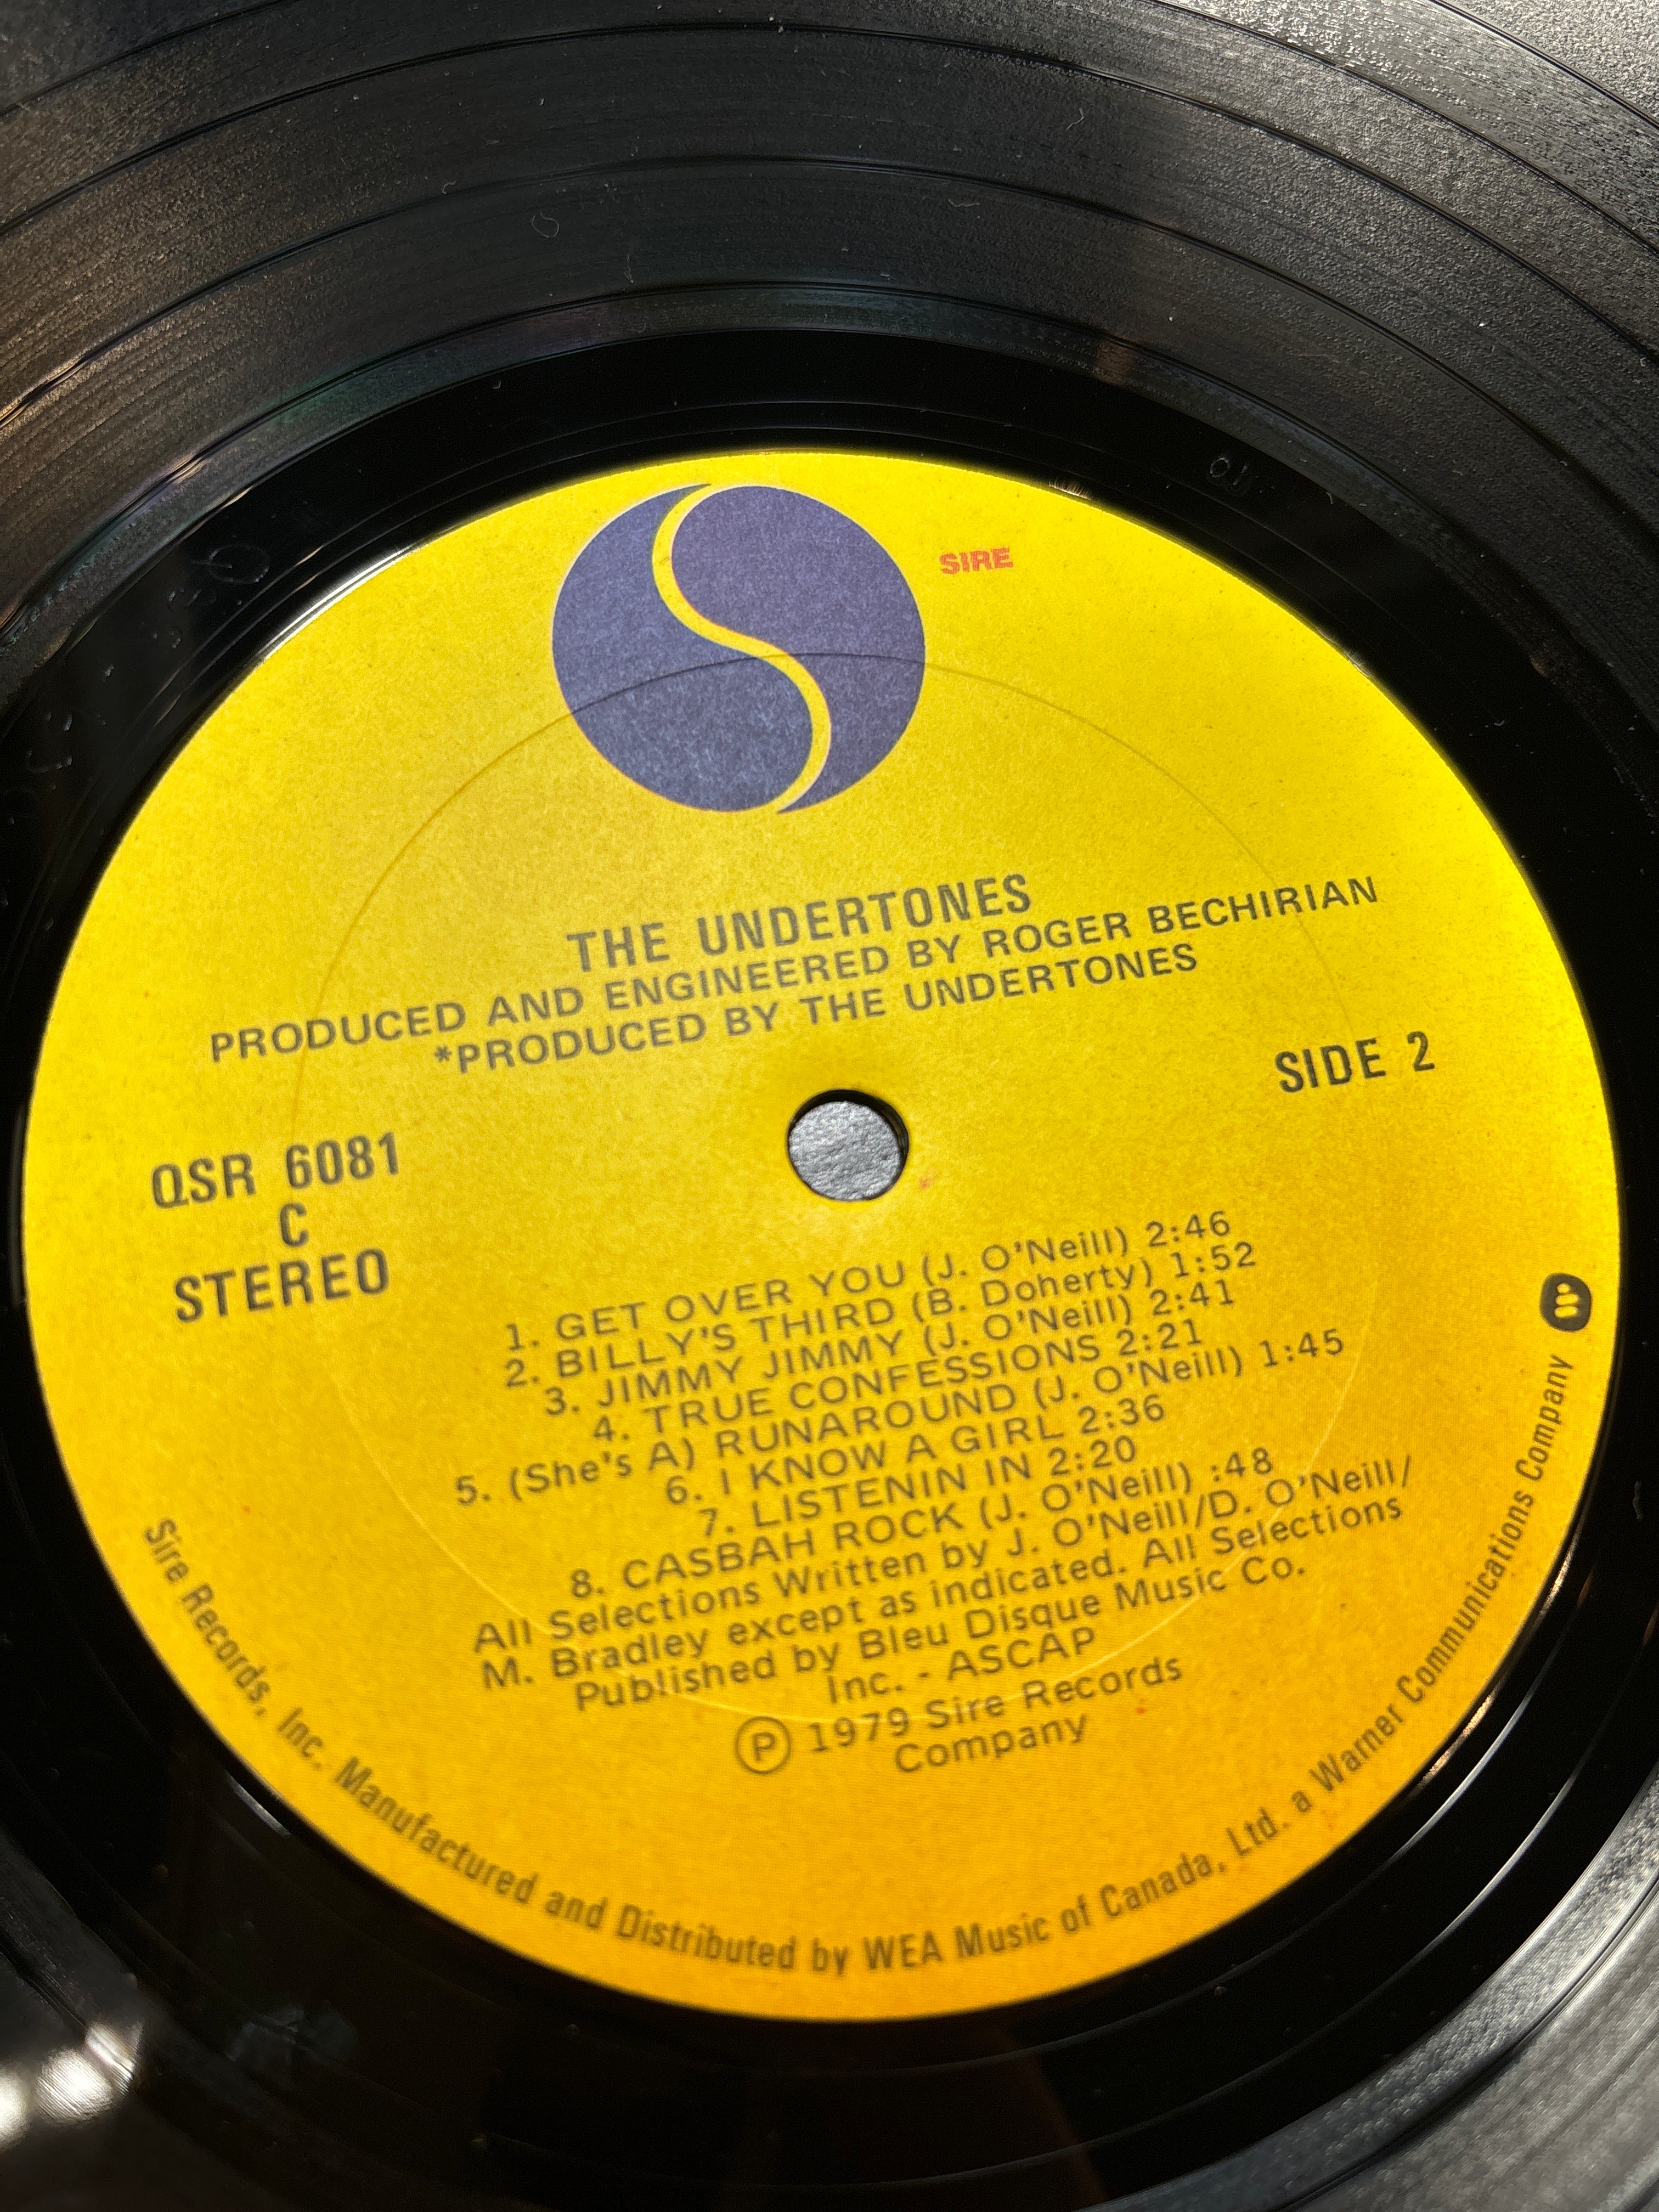 SIRE
THE UNDERTONES
PRODUCED AND ENGINEERED BY ROGER BECHIRIAN
*PRODUCED BY THE UNDERTONES
SIDE 2
QSR 6081
C
STEREO
1. GET OVER YOU (J. O'Neill) 2:46
2. BILLY'S THIRD (B. Doherty) 1:52
3. JIMMY JIMMY (J. O'Neill) 2:41
4. TRUE CONFESSIONS 2:21
5. (She's A) RUNAROUND (J. O'Neill) 1:45
6. I KNOW A GIRL 2:36
7. LISTENIN IN 2:20
8. CASBAH ROCK (J. O'Neill) :48
All Selections Written by J. O'Neill/D. O'Neill/
M. Bradley except as indicated. All Selections
Published by Bleu Disque Music Co.
Inc. - ASCAP
Ⓟ 1979 Sire Records
Company
Sire Records, Inc. Manufactured and Distributed by WEA Music of Canada, Ltd. a Warner Communications Company